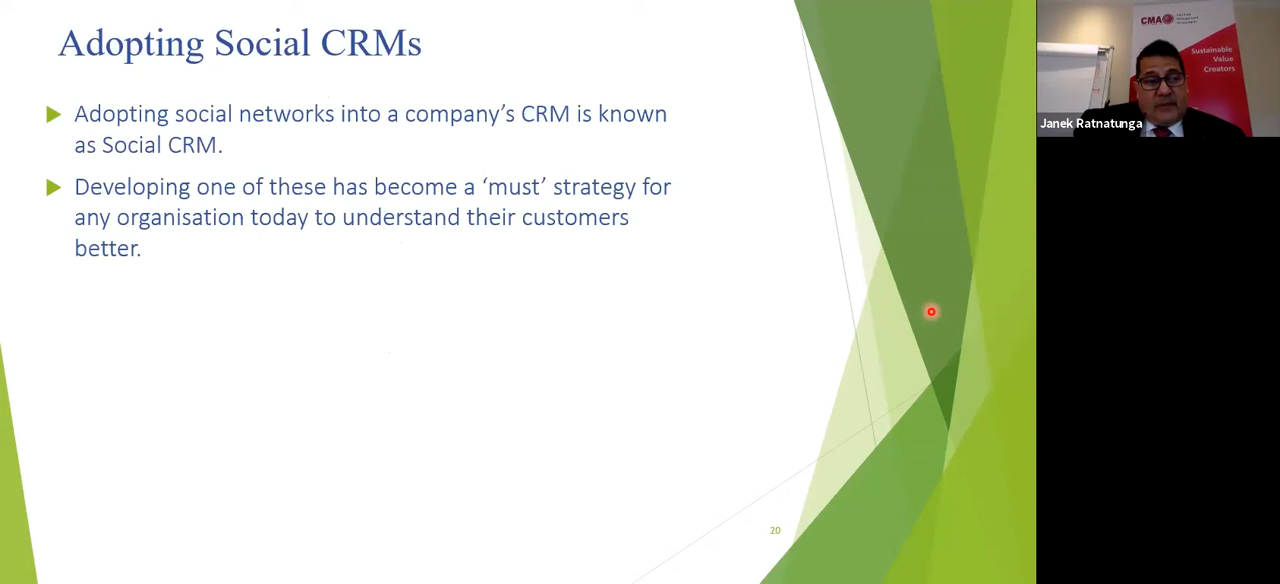 Adopting Social CRMs
Adopting social networks into a company's CRM is known
as Social CRM.
Developing one of these has become a ‘must’ strategy for
any organisation today to understand their customers
better.
20
CMA
Sustainable
Value
Creators
Janek Ratnatunga